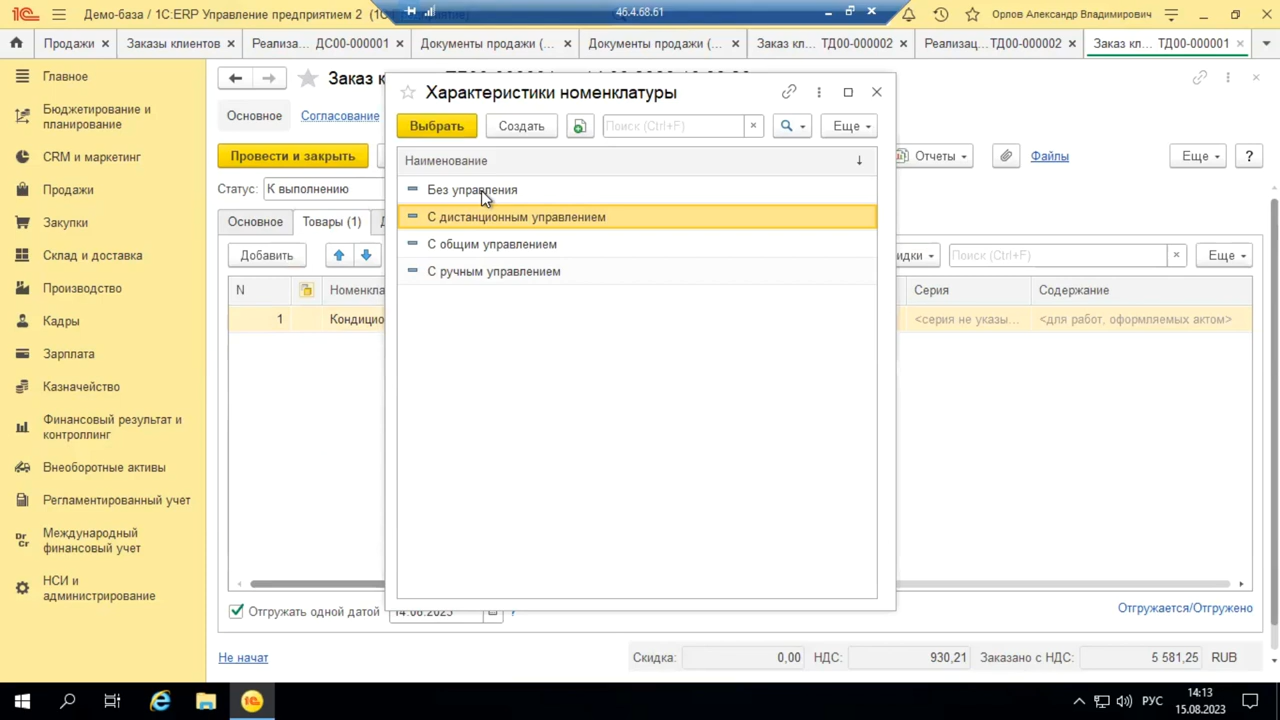 46.4.68.61
Демо-база / 1С:ERP Управление предприятием 2 (1С:
Орлов Александр Владимирович
Продажи
Заказы клиентов
Реализа... ДС00-000001
Документы продажи (...
Документы продажи (...
Заказ кл... ТД00-000002
Реализац... ТД00-000002
Заказ кл... ТД00-000001
Главное
Бюджетирование и
планирование
CRM и маркетинг
Продажи
Закупки
Склад и доставка
Производство
Кадры
Зарплата
Казначейство
Финансовый результат и
контроллинг
Внеоборотные активы
Регламентированный учет
Международный
финансовый учет
НСИ и
администрирование
Заказ к
Основное
Согласование
Провести и закрыть
Отчеты
Файлы
Еще
?
Статус:
К выполнению
Основное
Товары (1)
Добавить
Поиск (Ctrl+F)
×
Еще
N
Номенкла
Серия
Содержание
1
Кондицио
<серия не указы...
<для работ, оформляемых актом>
Характеристики номенклатуры
Выбрать
Создать
Поиск (Ctrl+F)
×
Еще
Наименование
Без управления
С дистанционным управлением
С общим управлением
С ручным управлением
Отгружать одной датой
14.08.2023
?
Отгружается/Отгружено
Не начат
Скидка:
0,00
НДС:
930,21
Заказано с НДС:
5 581,25
RUB
РУС
14:13
15.08.2023